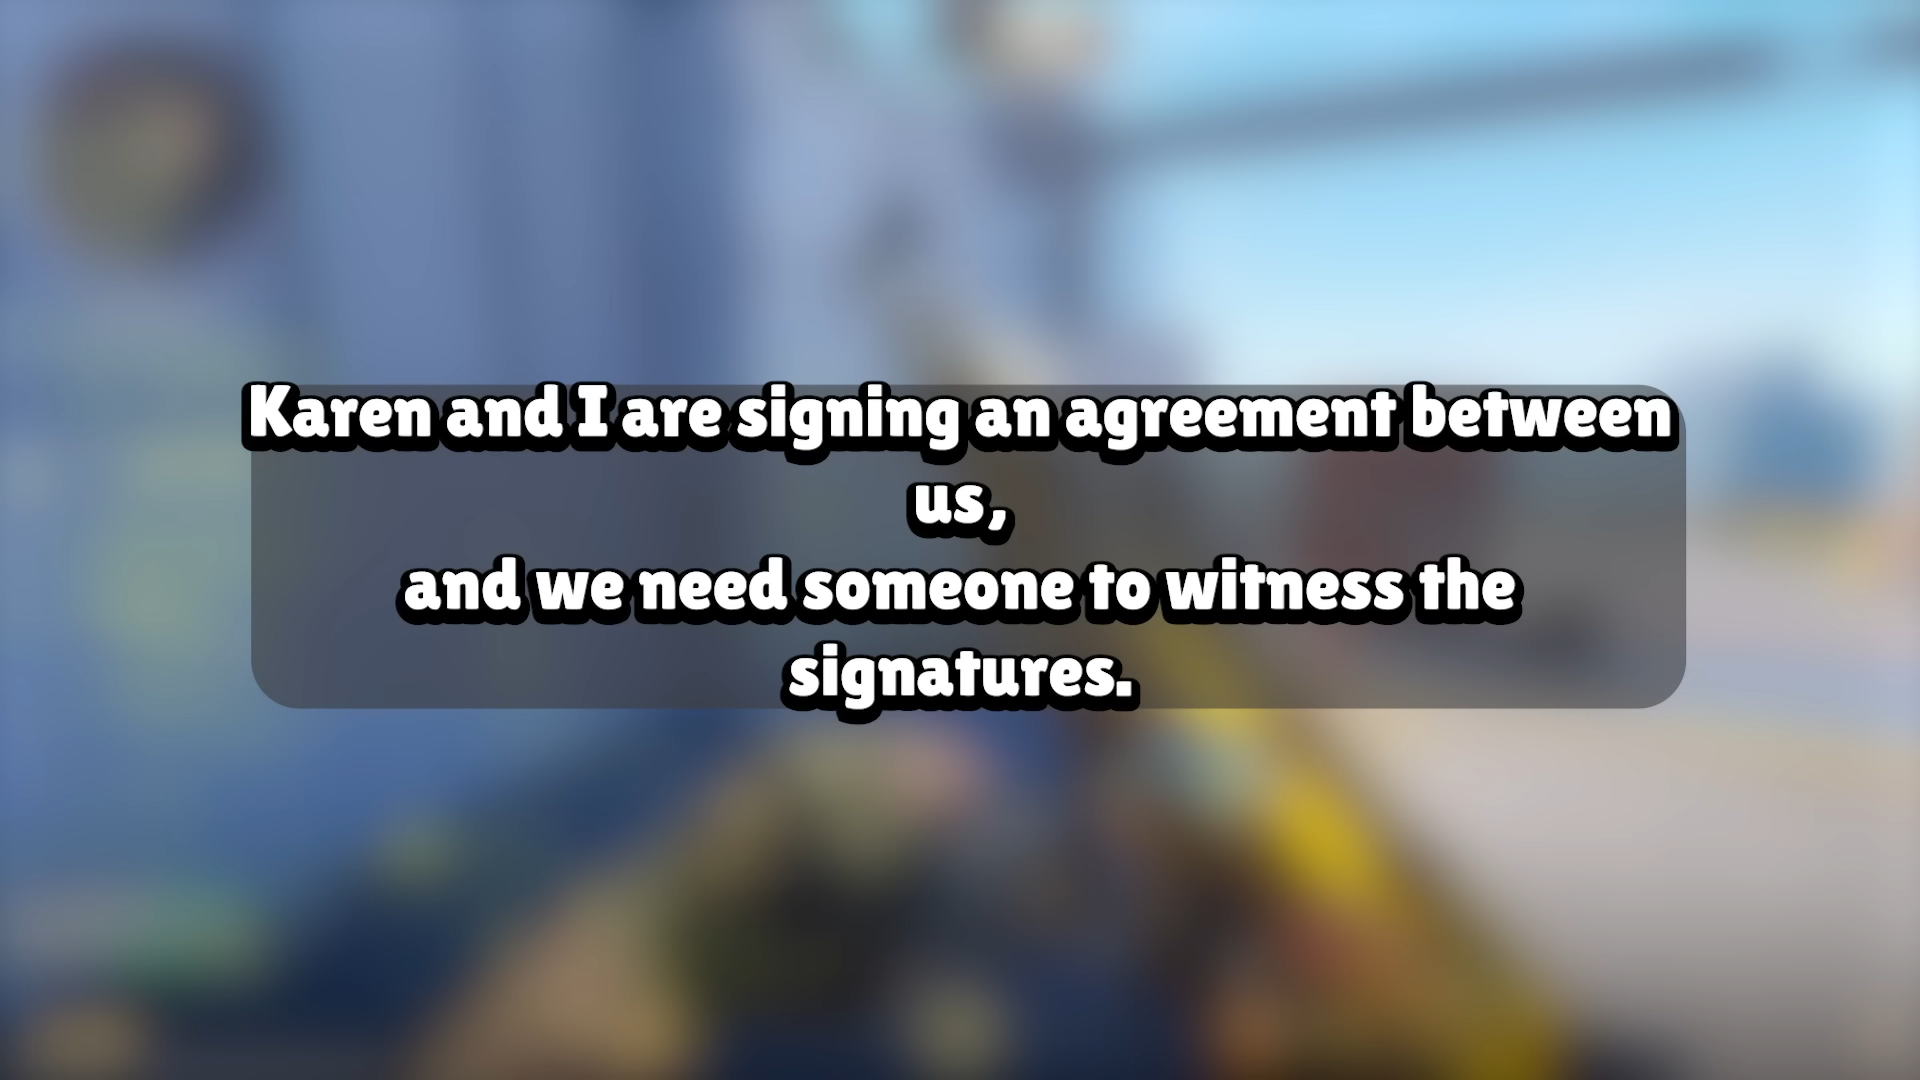 Karen and I are signing an agreement between
us,
and we need someone to witness the
signatures.